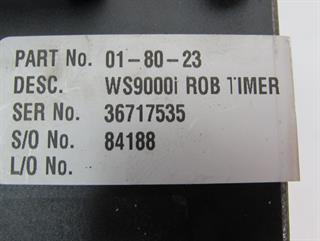 PART No. 01-80-23
DESC. WS9000i ROB TIMER
SER No. 36717535
S/O No. 84188
L/O No.